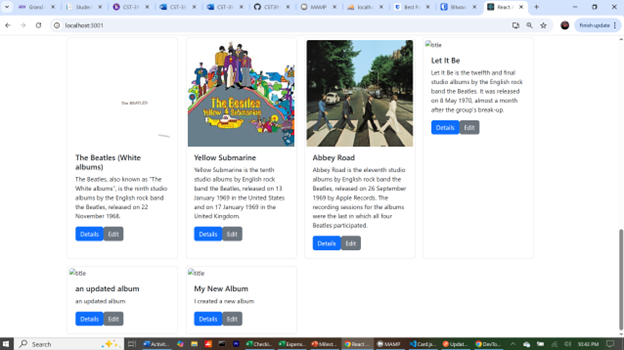 Grand
Studen
CST-33
CST-33
CST-33
GitHub
MAMP
localh
Best R
Bitwar
React A
localhost:3001
Finish update
The BEATLES
The Beatles
Yellow Submarine
title
Let It Be
Let It Be is the twelfth and final
studio albums by the English rock
band the Beatles. It was released
on 8 May 1970, almost a month
after the group's break-up.
Details
Edit
The Beatles (White
albums)
The Beatles, also known as "The
White albums", is the ninth studio
albums by the English rock band
the Beatles, released on 22
November 1968.
Details
Edit
Yellow Submarine
Yellow Submarine is the tenth
studio albums by English rock
band the Beatles, released on 13
January 1969 in the United States
and on 17 January 1969 in the
United Kingdom.
Details
Edit
Abbey Road
Abbey Road is the eleventh studio
albums by English rock band the
Beatles, released on 26 September
1969 by Apple Records. The
recording sessions for the albums
were the last in which all four
Beatles participated.
Details
Edit
title
an updated album
an updated album
Details
Edit
title
My New Album
I created a new album
Details
Edit
Search
Activit
Checki
Expens
Milest
React
MAMP
Card.js
Updat
DevTo
10:43 PM